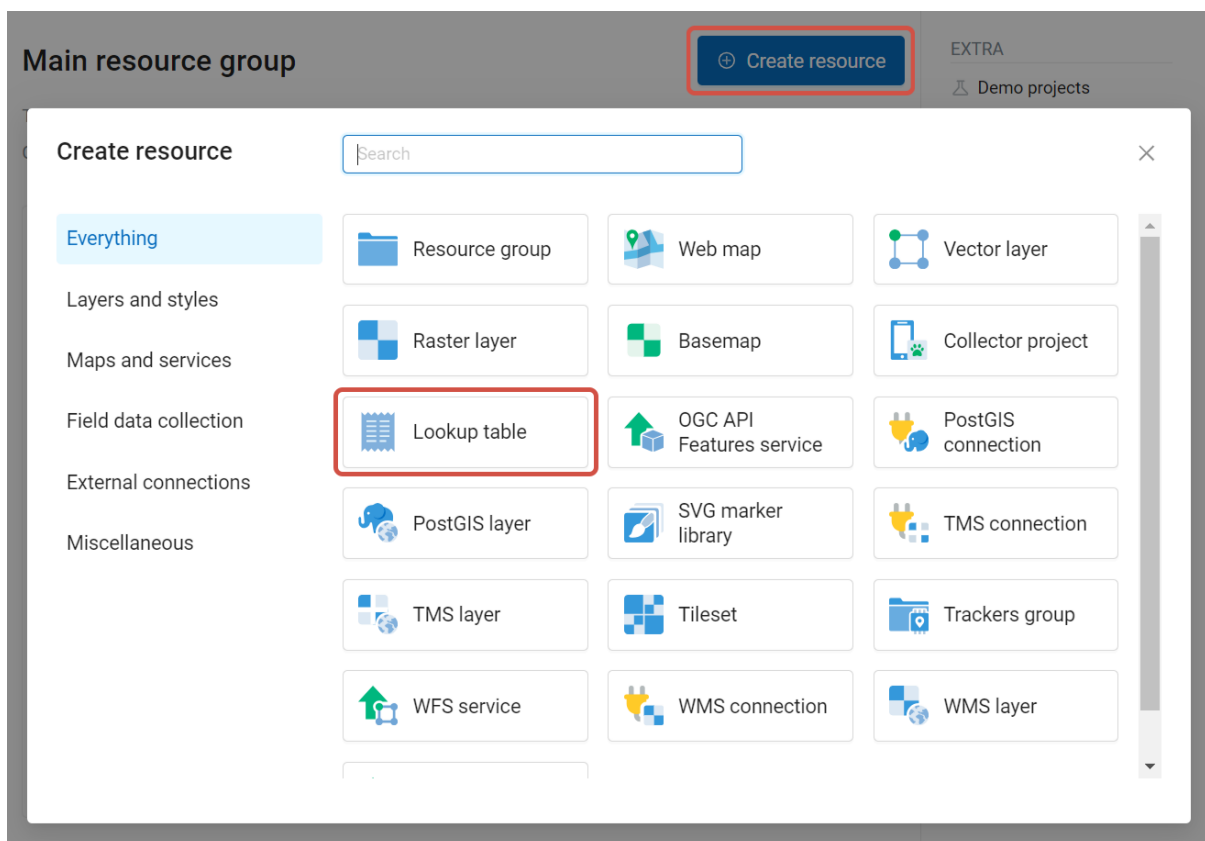 Main resource group
Create resource
EXTRA
Demo projects
Create resource
Search
Everything
Layers and styles
Maps and services
Field data collection
External connections
Miscellaneous
Resource group
Web map
Vector layer
Raster layer
Basemap
Collector project
Lookup table
OGC API
Features service
PostGIS
connection
PostGIS layer
SVG marker
library
TMS connection
TMS layer
Tileset
Trackers group
WFS service
WMS connection
WMS layer